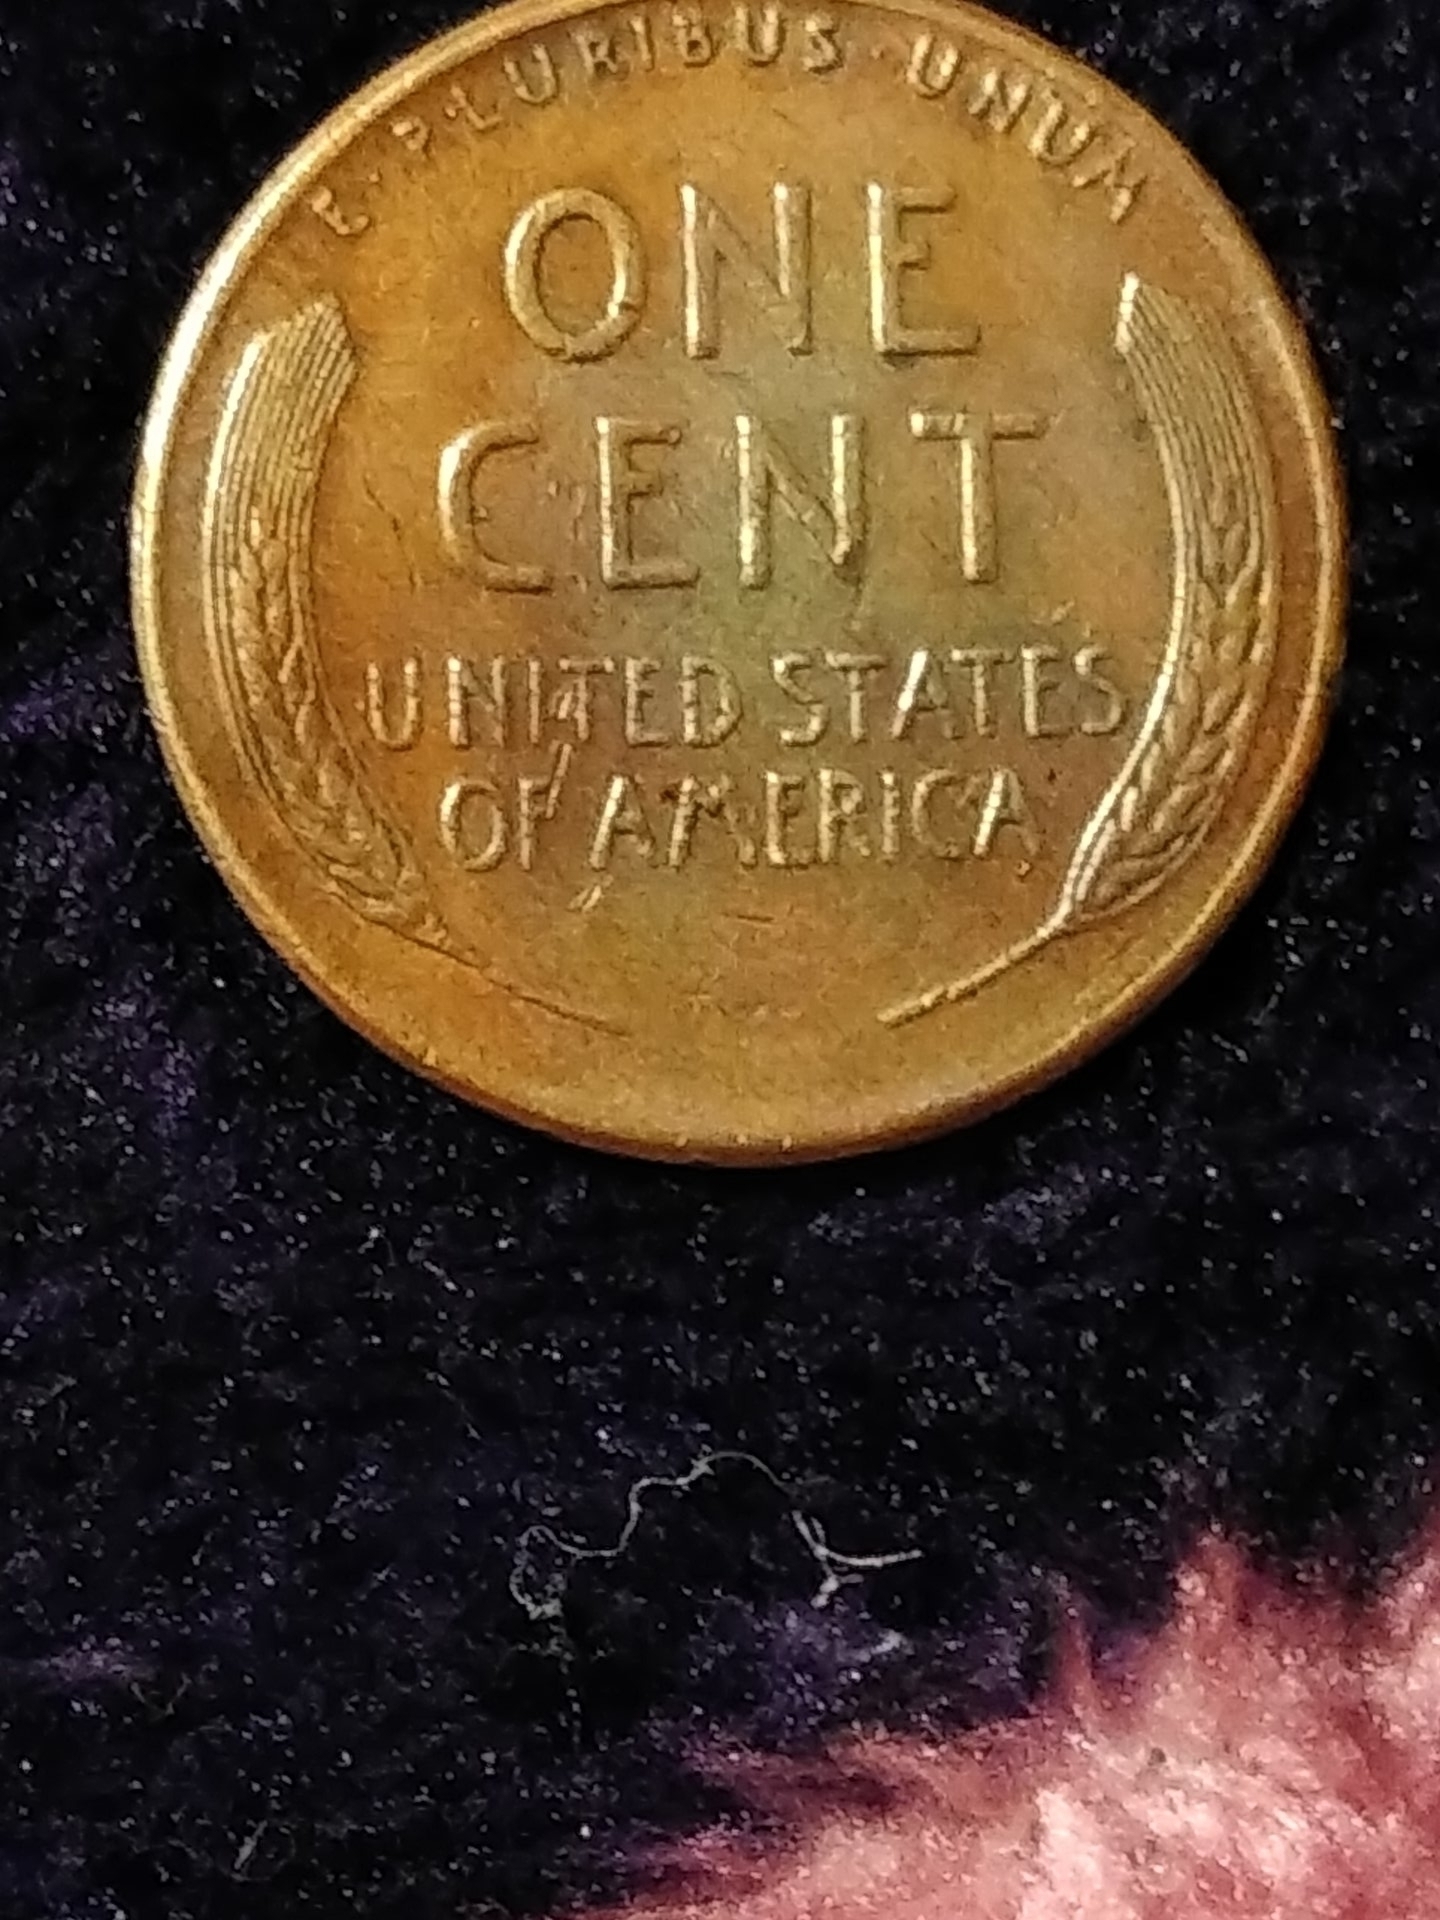 E · PLURIBUS · UNUM
ONE
CENT
UNITED STATES
OF AMERICA